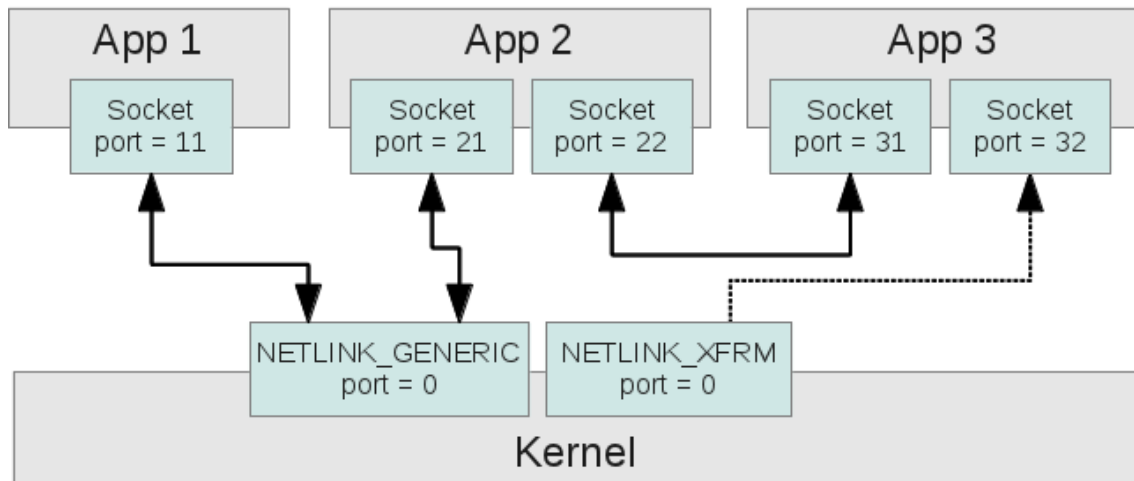 App 1
App 2
App 3
Socket
port = 11
Socket
port = 21
Socket
port = 22
Socket
port = 31
Socket
port = 32
NETLINK_GENERIC
port = 0
NETLINK_XFRM
port = 0
Kernel